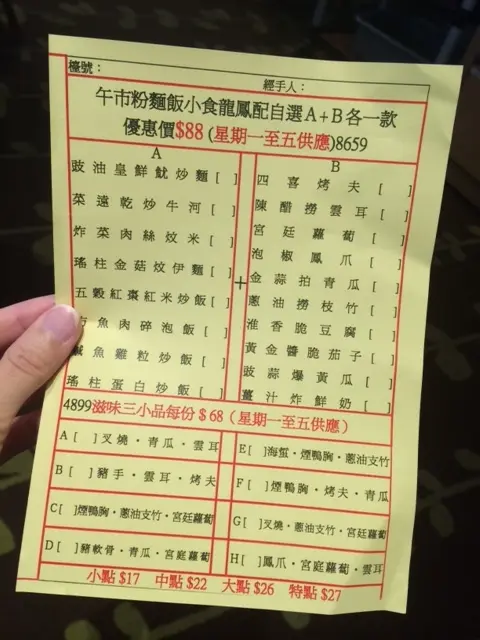 檯號：
經手人：
午市粉麵飯小食龍鳳配自選A+B各一款
優惠價$88 (星期一至五供應)8659
A
豉油皇鮮魷炒麵[ ]
菜遠乾炒牛河[ ]
炸菜肉絲炆米[ ]
瑤柱金菇炆伊麵[ ]
五穀紅棗紅米炒飯[ ]
魚肉碎泡飯[ ]
鹹魚雞粒炒飯[ ]
瑤柱蛋白炒飯[ ]
+
B
四喜烤夫[ ]
陳醋撈雲耳[ ]
宮廷蘿蔔[ ]
泡椒鳳爪[ ]
金蒜拍青瓜[ ]
蔥油撈枝竹[ ]
淮香脆豆腐[ ]
黃金醬脆茄子[ ]
豉蒜爆黃瓜[ ]
薑汁炸鮮奶[ ]
4899滋味三小品每份$68（星期一至五供應）
A[ ]叉燒·青瓜·雲耳
B[ ]豬手·雲耳·烤夫
C[ ]煙鴨胸·蔥油支竹·宮廷蘿蔔
D[ ]豬軟骨·青瓜·宮庭蘿蔔
E[ ]海蜇·煙鴨胸·蔥油支竹
F[ ]煙鴨胸·烤夫·青瓜
G[ ]叉燒·蔥油支竹·宮廷蘿蔔
H[ ]鳳爪·宮庭蘿蔔·雲耳
小點$17 中點$22 大點$26 特點$27